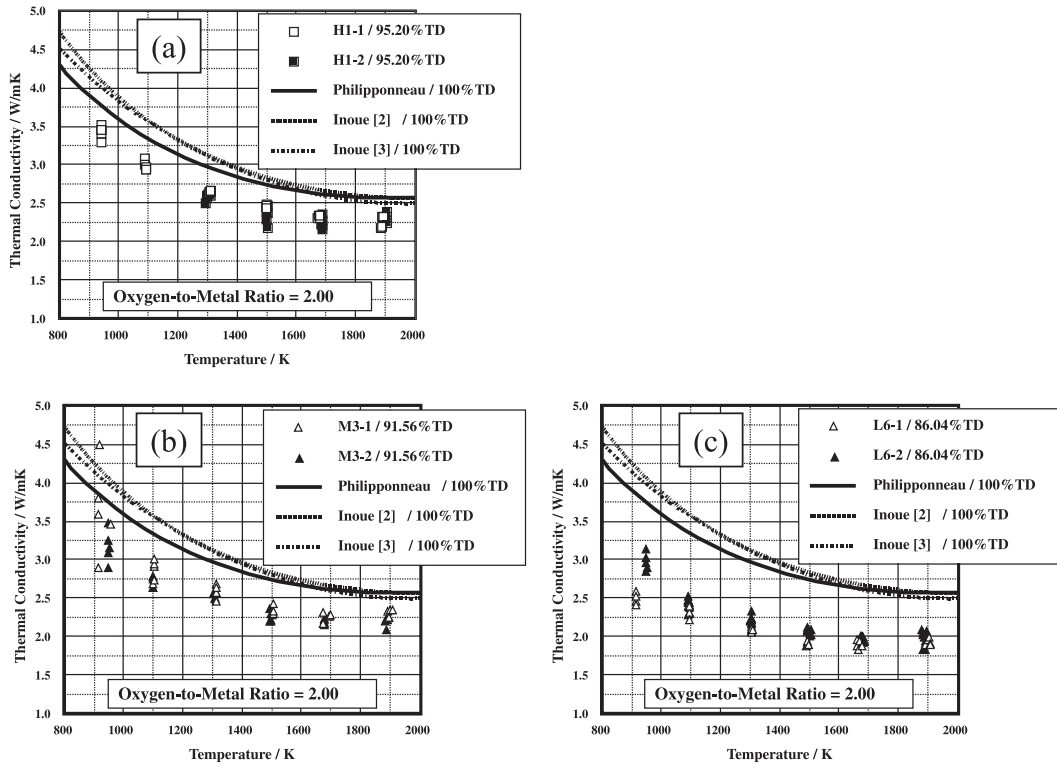 5.0
4.5
4.0
3.5
3.0
2.5
2.0
1.5
1.0
Thermal Conductivity / W/mK
(a)
H1-1 / 95.20%TD
H1-2 / 95.20%TD
Philipponneau / 100%TD
Inoue [2] / 100%TD
Inoue [3] / 100%TD
Oxygen-to-Metal Ratio = 2.00
800 1000 1200 1400 1600 1800 2000
Temperature / K
5.0
4.5
4.0
3.5
3.0
2.5
2.0
1.5
1.0
Thermal Conductivity / W/mK
(b)
M3-1 / 91.56%TD
M3-2 / 91.56%TD
Philipponneau / 100%TD
Inoue [2] / 100%TD
Inoue [3] / 100%TD
Oxygen-to-Metal Ratio = 2.00
800 1000 1200 1400 1600 1800 2000
Temperature / K
5.0
4.5
4.0
3.5
3.0
2.5
2.0
1.5
1.0
Thermal Conductivity / W/mK
(c)
L6-1 / 86.04%TD
L6-2 / 86.04%TD
Philipponneau / 100%TD
Inoue [2] / 100%TD
Inoue [3] / 100%TD
Oxygen-to-Metal Ratio = 2.00
800 1000 1200 1400 1600 1800 2000
Temperature / K